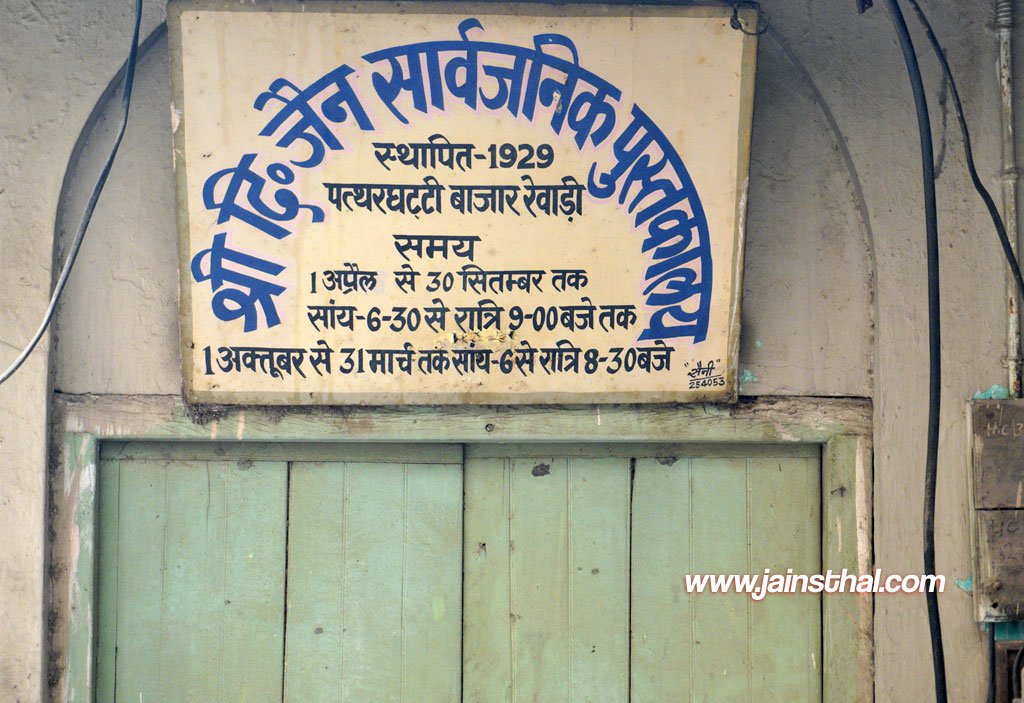 श्री दि॰ जैन सार्वजनिक पुस्तकालय
स्थापित-1929
पत्थरघट्टी बाजार रेवाड़ी
समय
1 अप्रैल से 30 सितम्बर तक
सांय-6-30 से रात्रि 9-00 बजे तक
1 अक्तूबर से 31 मार्च तक सांय-6 से रात्रि 8-30 बजे
"सैनी"
254053
www.jainsthal.com